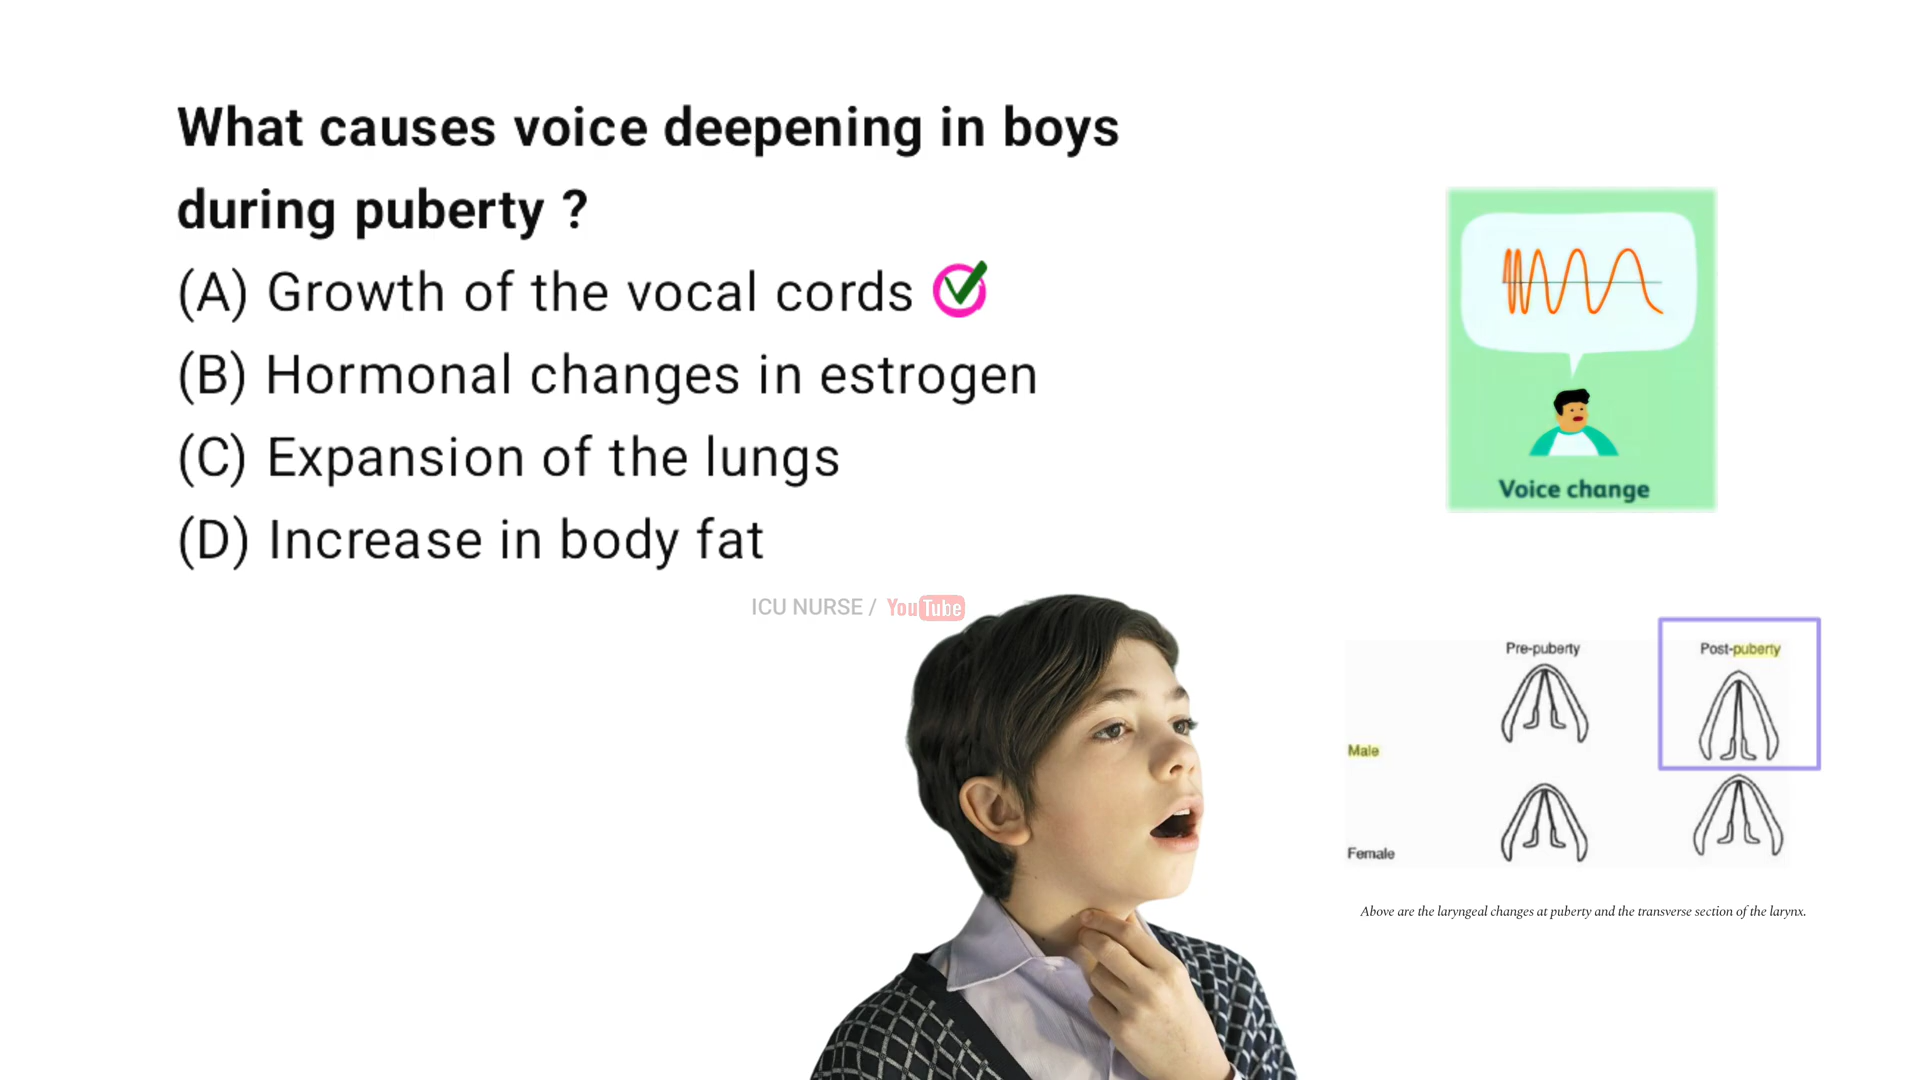 What causes voice deepening in boys
during puberty ?
(A) Growth of the vocal cords
(B) Hormonal changes in estrogen
(C) Expansion of the lungs
(D) Increase in body fat
ICU NURSE / YouTube
Voice change
Pre-puberty Post-puberty
Male
Female
Above are the laryngeal changes at puberty and the transverse section of the larynx.